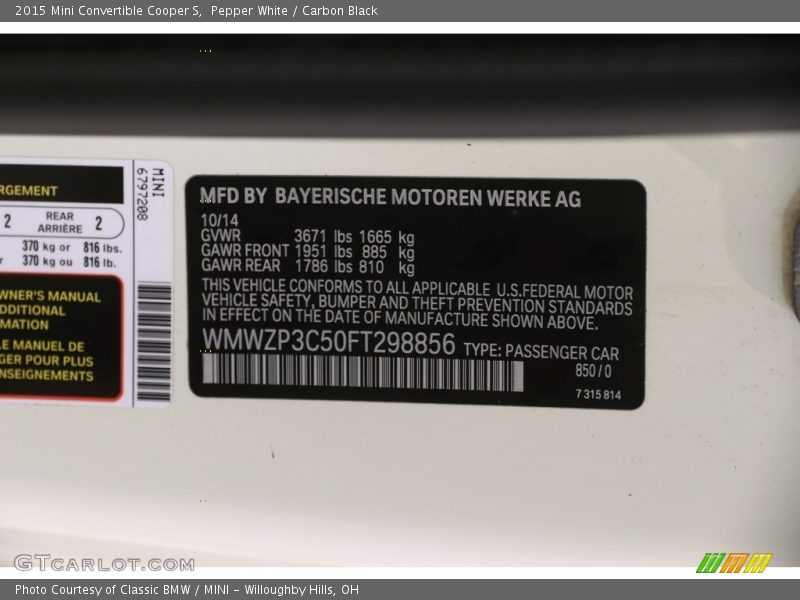 2015 Mini Convertible Cooper S,  Pepper White / Carbon Black
MINI
6797208
RGEMENT
2 REAR ARRIÈRE 2
370 kg or 816 lbs.
r 370 kg ou 816 lb.
WNER'S MANUAL
DDITIONAL
MATION
LE MANUEL DE
GER POUR PLUS
NSEIGNEMENTS
MFD BY BAYERISCHE MOTOREN WERKE AG
10/14
GVWR 3671 lbs 1665 kg
GAWR FRONT 1951 lbs 885 kg
GAWR REAR 1786 lbs 810 kg
THIS VEHICLE CONFORMS TO ALL APPLICABLE U.S.FEDERAL MOTOR
VEHICLE SAFETY, BUMPER AND THEFT PREVENTION STANDARDS
IN EFFECT ON THE DATE OF MANUFACTURE SHOWN ABOVE.
WMWZP3C50FT298856 TYPE: PASSENGER CAR
850/0
7 315 814
GTCARLOT.COM
Photo Courtesy of Classic BMW / MINI - Willoughby Hills, OH